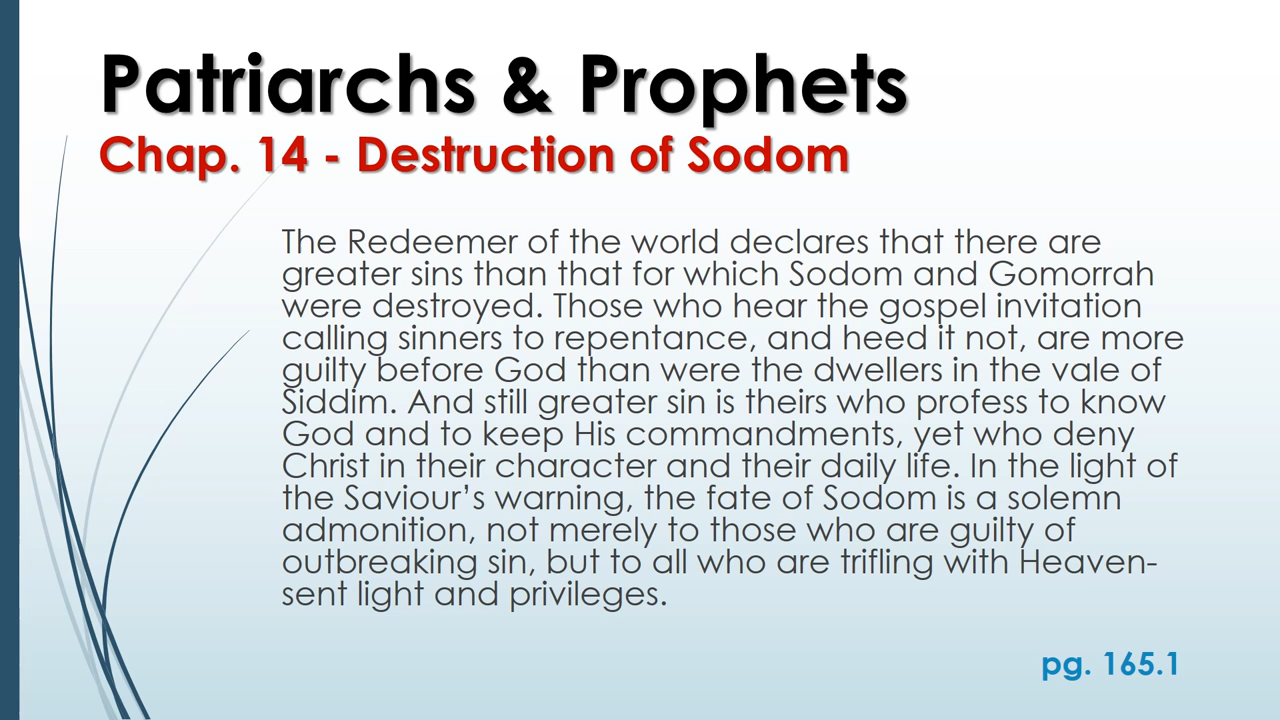 Patriarchs & Prophets
Chap. 14 - Destruction of Sodom
The Redeemer of the world declares that there are
greater sins than that for which Sodom and Gomorrah
were destroyed. Those who hear the gospel invitation
calling sinners to repentance, and heed it not, are more
guilty before God than were the dwellers in the vale of
Siddim. And still greater sin is theirs who profess to know
God and to keep His commandments, yet who deny
Christ in their character and their daily life. In the light of
the Saviour’s warning, the fate of Sodom is a solemn
admonition, not merely to those who are guilty of
outbreaking sin, but to all who are trifling with Heaven-
sent light and privileges.
pg. 165.1